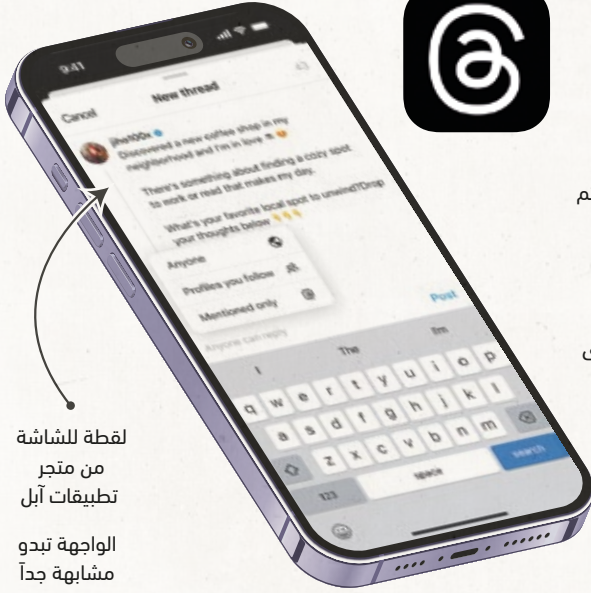 9:41
Cancel
New thread
jiho100x
Discovered a new coffee shop in my
neighborhood and I'm in love
There's something about finding a cozy spot
to work or read that makes my day.
What's your favorite local spot to unwind?Drop
your thoughts below
Anyone
Profiles you follow
Mentioned only
Anyone can reply
Post
I
The
I'm
q w e r t y u i o p
a s d f g h j k l
z x c v b n m
123
space
search
لقطة للشاشة
من متجر
تطبيقات آبل
الواجهة تبدو
مشابهة جداً